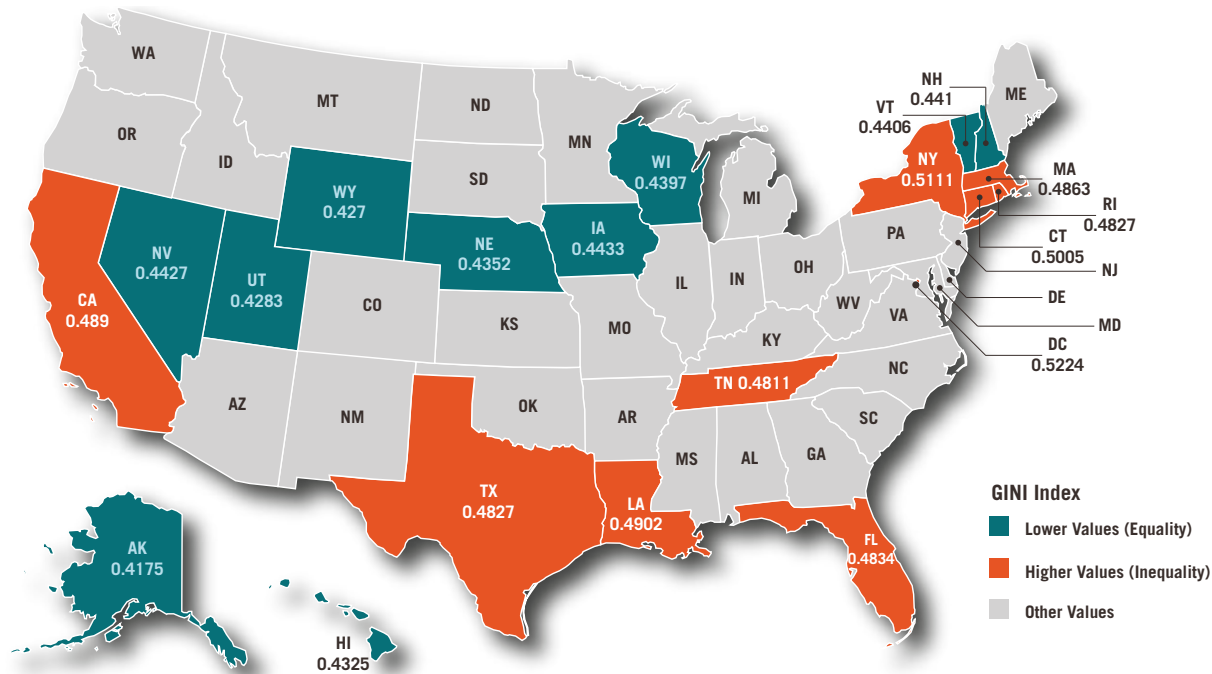 WA
MT
ND
MN
OR
ID
SD
WY
0.427
WI
0.4397
MI
NH
0.441
VT
0.4406
ME
NY
0.5111
MA
0.4863
RI
0.4827
CT
0.5005
NJ
DE
MD
DC
0.5224
PA
NV
0.4427
UT
0.4283
NE
0.4352
IA
0.4433
CA
0.489
CO
KS
MO
IL
IN
OH
WV
VA
KY
NC
TN 0.4811
AZ
NM
OK
AR
SC
MS
AL
GA
TX
0.4827
LA
0.4902
FL
0.4834
AK
0.4175
HI
0.4325
GINI Index
Lower Values (Equality)
Higher Values (Inequality)
Other Values